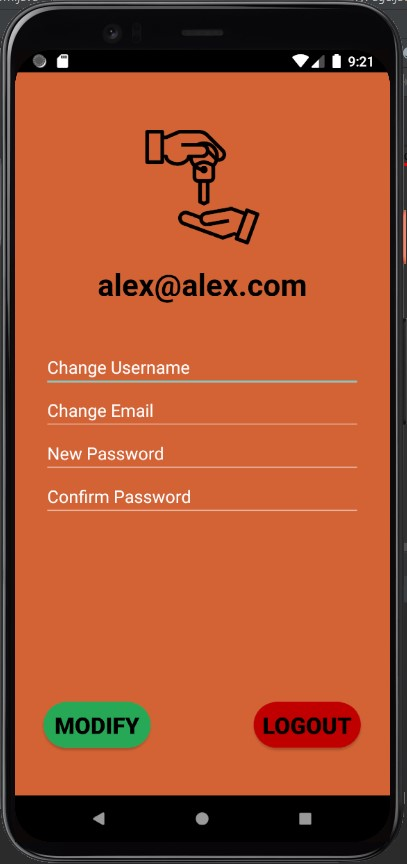 9:21
alex@alex.com
Change Username
Change Email
New Password
Confirm Password
MODIFY
LOGOUT